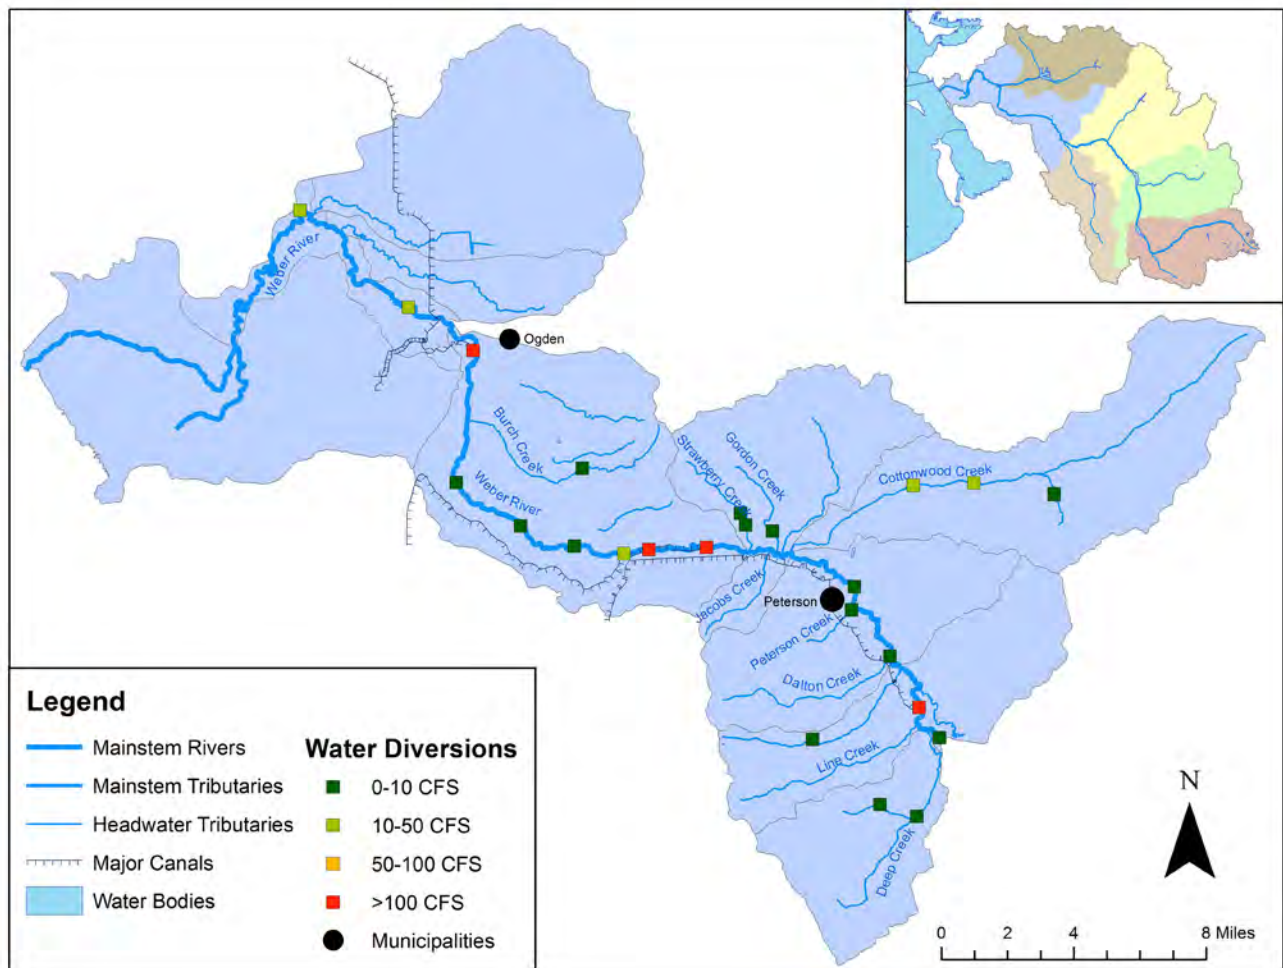 Weber River
Ogden
Burch Creek
Weber River
Strawberry Creek
Gordon Creek
Cottonwood Creek
Jacobs Creek
Peterson
Peterson Creek
Dalton Creek
Line Creek
Deep Creek
Legend
Mainstem Rivers
Mainstem Tributaries
Headwater Tributaries
Major Canals
Water Bodies
Water Diversions
0-10 CFS
10-50 CFS
50-100 CFS
>100 CFS
Municipalities
N
0 2 4 8 Miles